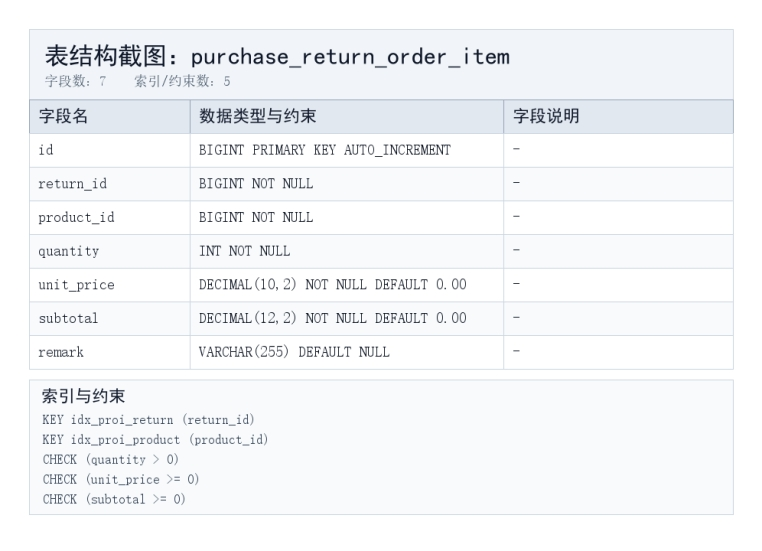 表结构截图：purchase_return_order_item
字段数：7 索引/约束数：5
字段名 数据类型与约束 字段说明
id BIGINT PRIMARY KEY AUTO_INCREMENT -
return_id BIGINT NOT NULL -
product_id BIGINT NOT NULL -
quantity INT NOT NULL -
unit_price DECIMAL(10,2) NOT NULL DEFAULT 0.00 -
subtotal DECIMAL(12,2) NOT NULL DEFAULT 0.00 -
remark VARCHAR(255) DEFAULT NULL -
索引与约束
KEY idx_proi_return (return_id)
KEY idx_proi_product (product_id)
CHECK (quantity > 0)
CHECK (unit_price >= 0)
CHECK (subtotal >= 0)